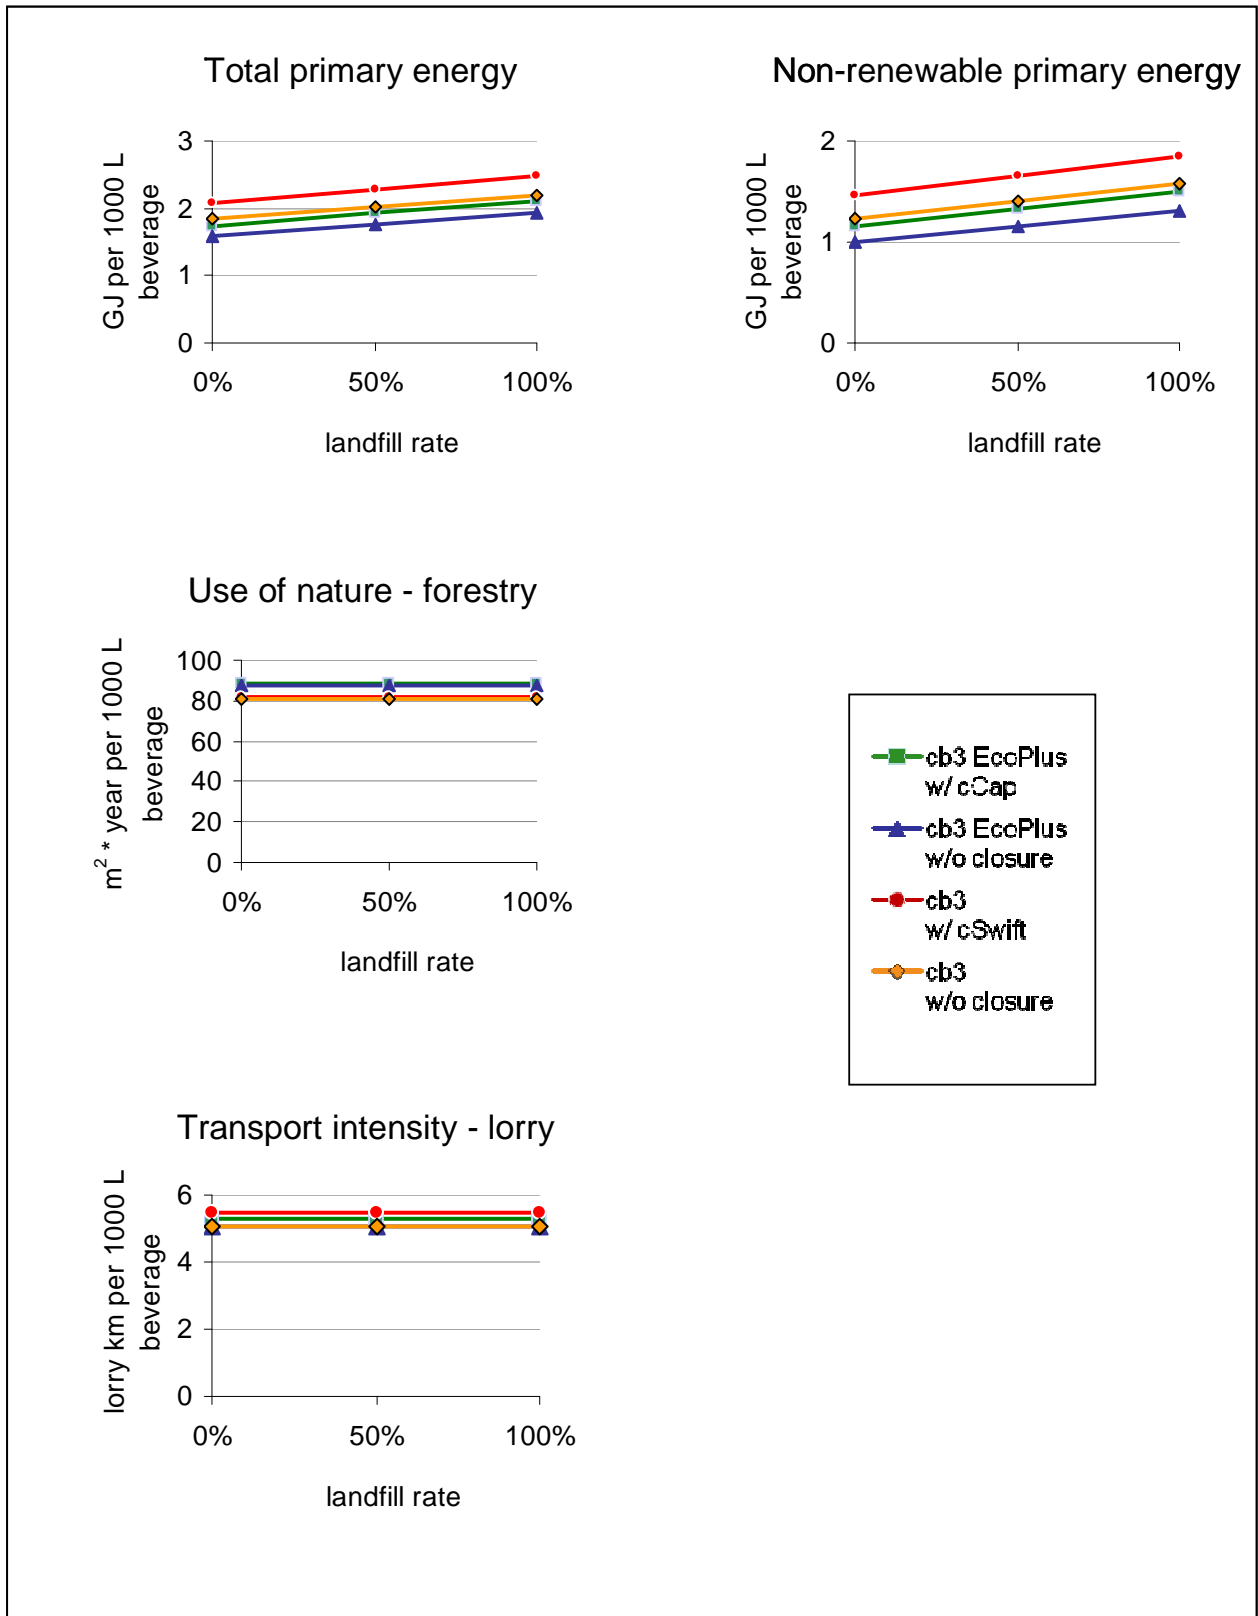 Total primary energy
GJ per 1000 L
beverage
3
2
1
0
0%
50%
100%
landfill rate
Non-renewable primary energy
GJ per 1000 L
beverage
2
1
0
0%
50%
100%
landfill rate
Use of nature - forestry
m² * year per 1000 L
beverage
100
80
60
40
20
0
0%
50%
100%
landfill rate
cb3 EcoPlus
w/ cCap
cb3 EcoPlus
w/o closure
cb3
w/ cSwift
cb3
w/o closure
Transport intensity - lorry
lorry km per 1000 L
beverage
6
4
2
0
0%
50%
100%
landfill rate